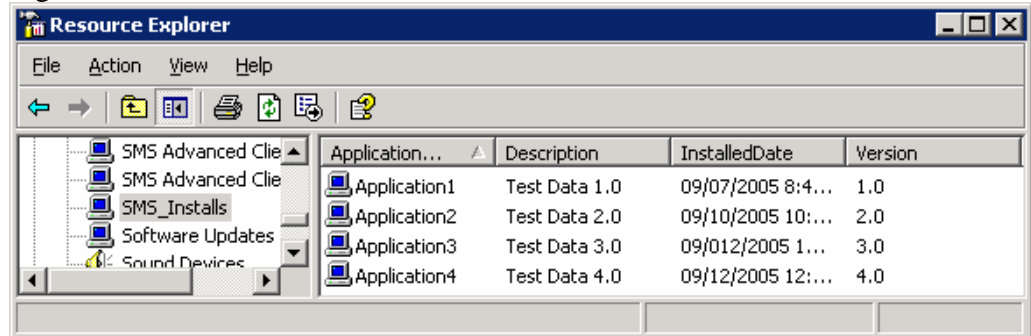 Resource Explorer
File Action View Help
SMS Advanced Clie
SMS Advanced Clie
SMS_Installs
Software Updates
Sound Devices
Application... Description InstalledDate Version
Application1 Test Data 1.0 09/07/2005 8:4... 1.0
Application2 Test Data 2.0 09/10/2005 10:... 2.0
Application3 Test Data 3.0 09/012/2005 1... 3.0
Application4 Test Data 4.0 09/12/2005 12:... 4.0